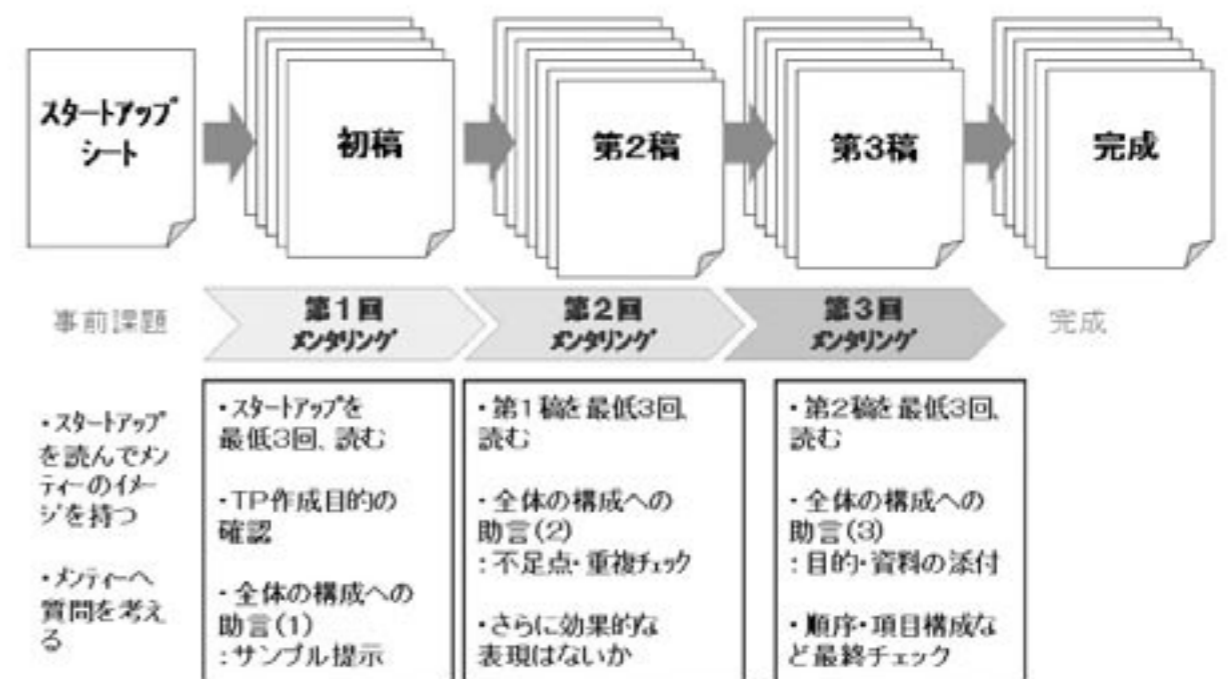 スタートアップ
シート
初稿
第2稿
第3稿
完成
事前課題
第1回
メンタリング
第2回
メンタリング
第3回
メンタリング
完成
・スタートアップ
を読んでメン
ティーのイメー
ジを持つ
・メンティーへ
質問を考え
る
・スタートアップを
最低3回、読む
・TP作成目的の
確認
・全体の構成への
助言(1)
:サンプル提示
・第1稿を最低3回、
読む
・全体の構成への
助言(2)
:不足点・重複チェック
・さらに効果的な
表現はないか
・第2稿を最低3回、
読む
・全体の構成への
助言(3)
:目的・資料の添付
・順序・項目構成な
ど最終チェック